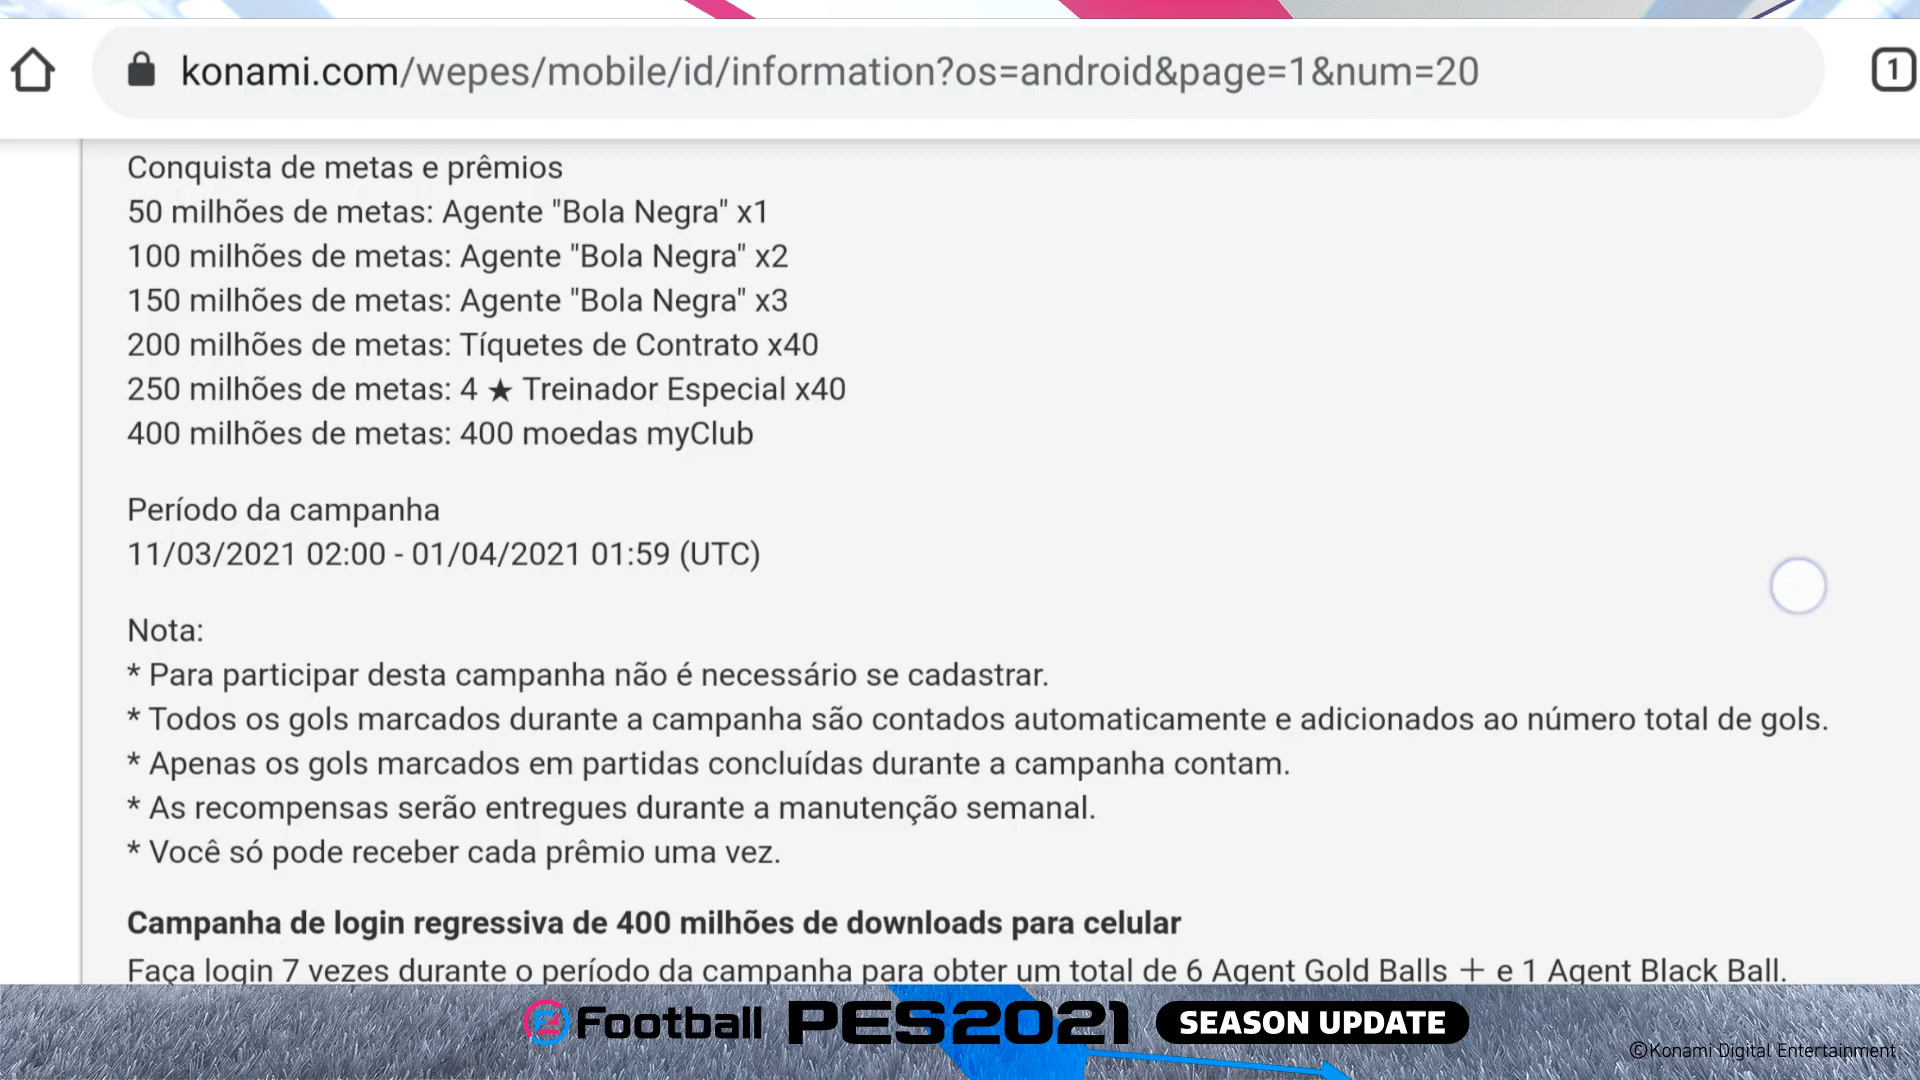 konami.com/wepes/mobile/id/information?os=android&page=1&num=20
1
Conquista de metas e prêmios
50 milhões de metas: Agente "Bola Negra" x1
100 milhões de metas: Agente "Bola Negra" x2
150 milhões de metas: Agente "Bola Negra" x3
200 milhões de metas: Tíquetes de Contrato x40
250 milhões de metas: 4 ★ Treinador Especial x40
400 milhões de metas: 400 moedas myClub
Período da campanha
11/03/2021 02:00 - 01/04/2021 01:59 (UTC)
Nota:
* Para participar desta campanha não é necessário se cadastrar.
* Todos os gols marcados durante a campanha são contados automaticamente e adicionados ao número total de gols.
* Apenas os gols marcados em partidas concluídas durante a campanha contam.
* As recompensas serão entregues durante a manutenção semanal.
* Você só pode receber cada prêmio uma vez.
Campanha de login regressiva de 400 milhões de downloads para celular
Faça login 7 vezes durante o período da campanha para obter um total de 6 Agent Gold Balls ＋ e 1 Agent Black Ball.
eFootball PES2021 SEASON UPDATE
©Konami Digital Entertainment